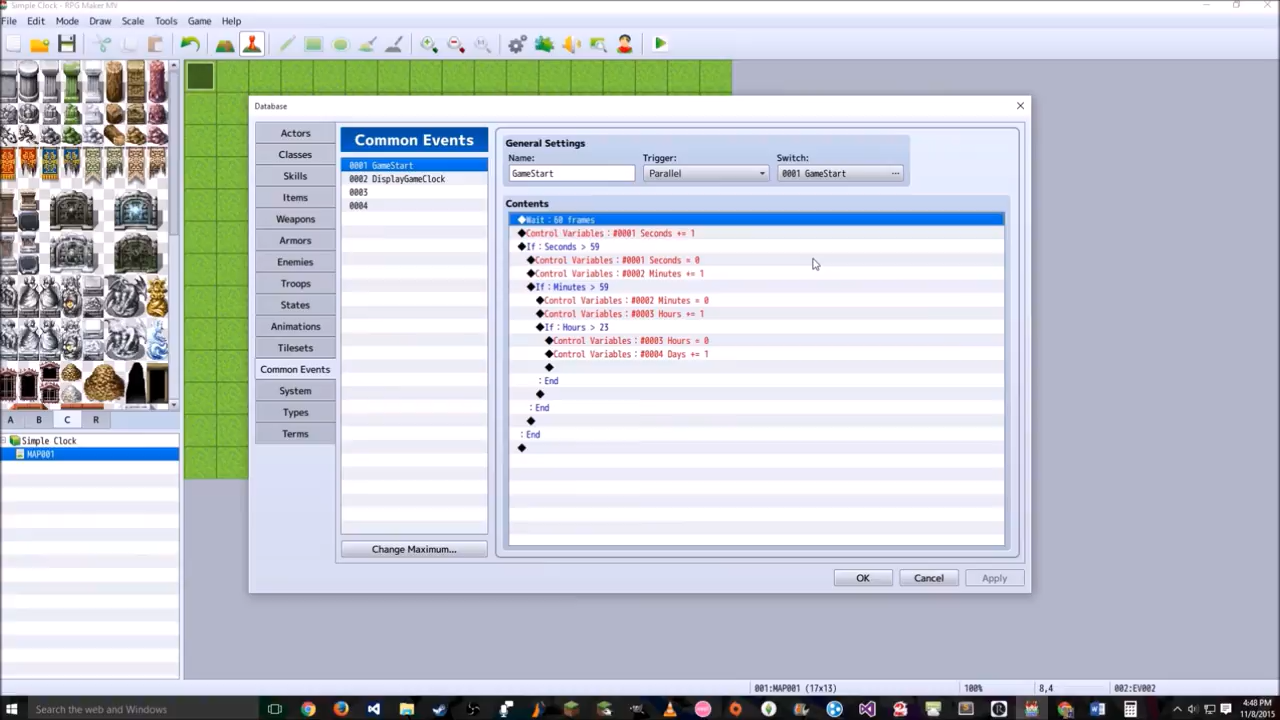 Simple Clock - RPG Maker MV
File Edit Mode Draw Scale Tools Game Help
Database
Actors
Classes
Skills
Items
Weapons
Armors
Enemies
Troops
States
Animations
Tilesets
Common Events
System
Types
Terms
Common Events
0001 GameStart
0002 DisplayGameClock
0003
0004
Change Maximum...
General Settings
Name: Trigger: Switch:
GameStart Parallel 0001 GameStart ...
Contents
◆Wait : 60 frames
◆Control Variables : #0001 Seconds += 1
◆If : Seconds > 59
◆Control Variables : #0001 Seconds = 0
◆Control Variables : #0002 Minutes += 1
◆If : Minutes > 59
◆Control Variables : #0002 Minutes = 0
◆Control Variables : #0003 Hours += 1
◆If : Hours > 23
◆Control Variables : #0003 Hours = 0
◆Control Variables : #0004 Days += 1
◆
: End
◆
: End
◆
: End
◆
OK Cancel Apply
A B C R
Simple Clock
MAP001
001:MAP001 (17x13) 100% 8,4 002:EV002
Search the web and Windows
4:48 PM
11/8/2015